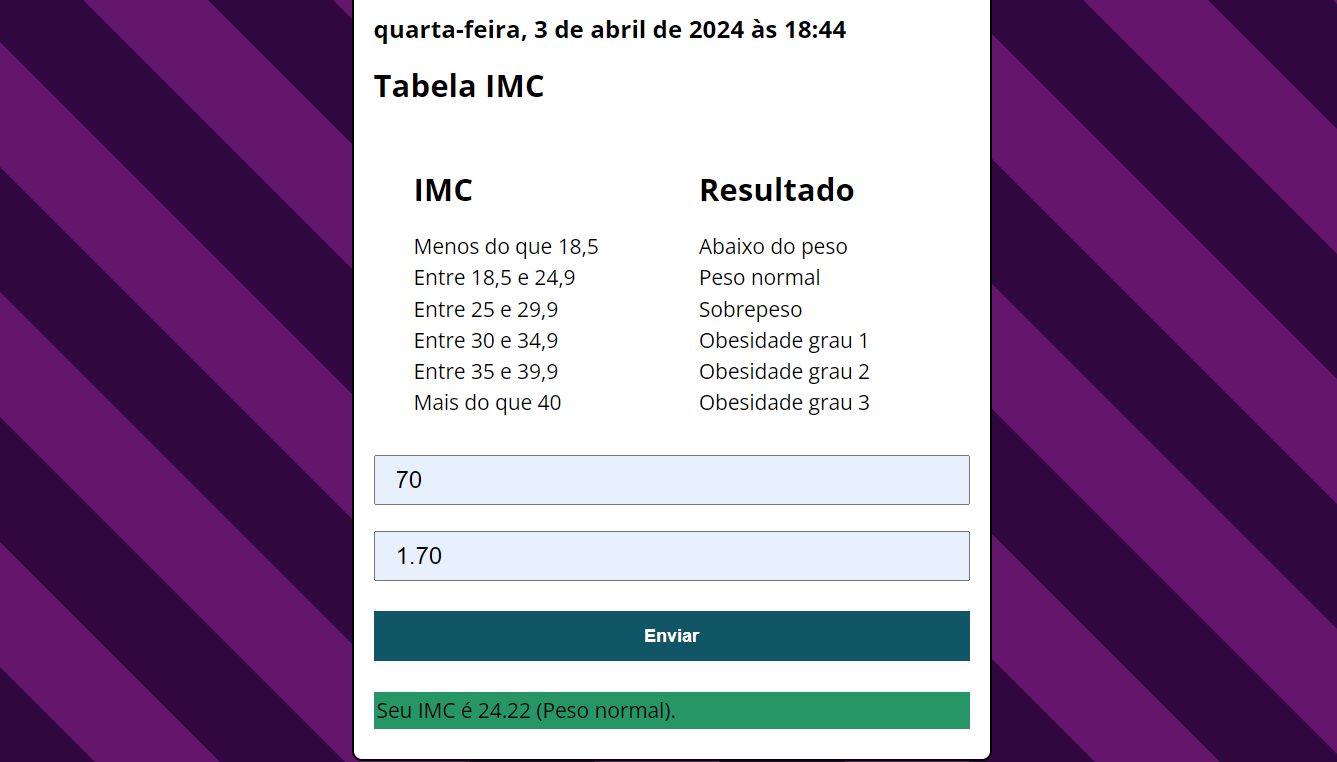 quarta-feira, 3 de abril de 2024 às 18:44
Tabela IMC
IMC Resultado
Menos do que 18,5 Abaixo do peso
Entre 18,5 e 24,9 Peso normal
Entre 25 e 29,9 Sobrepeso
Entre 30 e 34,9 Obesidade grau 1
Entre 35 e 39,9 Obesidade grau 2
Mais do que 40 Obesidade grau 3
70
1.70
Enviar
Seu IMC é 24.22 (Peso normal).